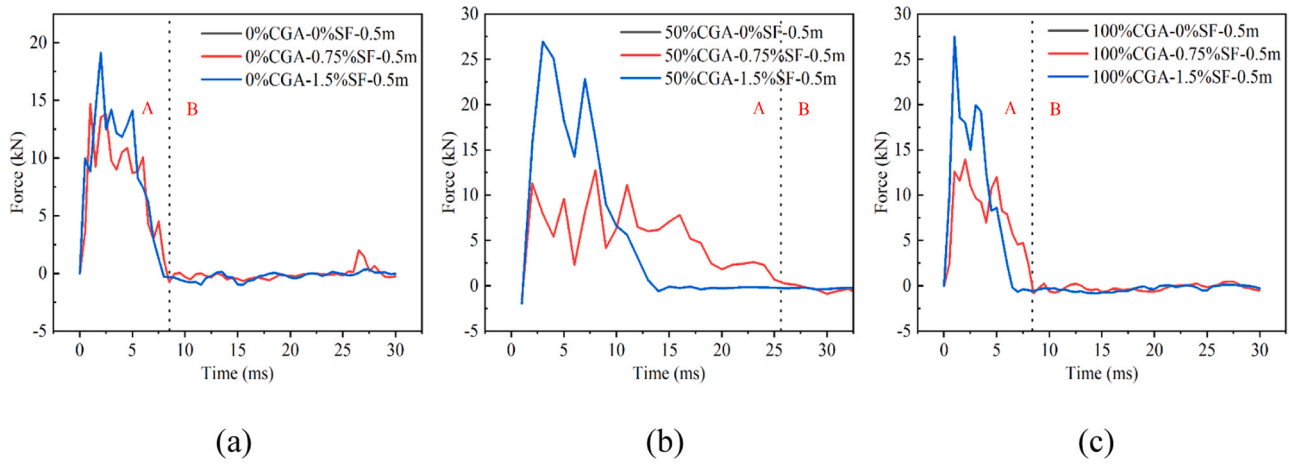 0%CGA-0%SF-0.5m
0%CGA-0.75%SF-0.5m
0%CGA-1.5%SF-0.5m
A B
Force (kN)
20
15
10
5
0
-5
0 5 10 15 20 25 30
Time (ms)
(a)
50%CGA-0%SF-0.5m
50%CGA-0.75%SF-0.5m
50%CGA-1.5%SF-0.5m
A B
Force (kN)
30
25
20
15
10
5
0
-5
0 5 10 15 20 25 30
Time (ms)
(b)
100%CGA-0%SF-0.5m
100%CGA-0.75%SF-0.5m
100%CGA-1.5%SF-0.5m
A B
Force (kN)
25
20
15
10
5
0
-5
0 5 10 15 20 25 30
Time (ms)
(c)